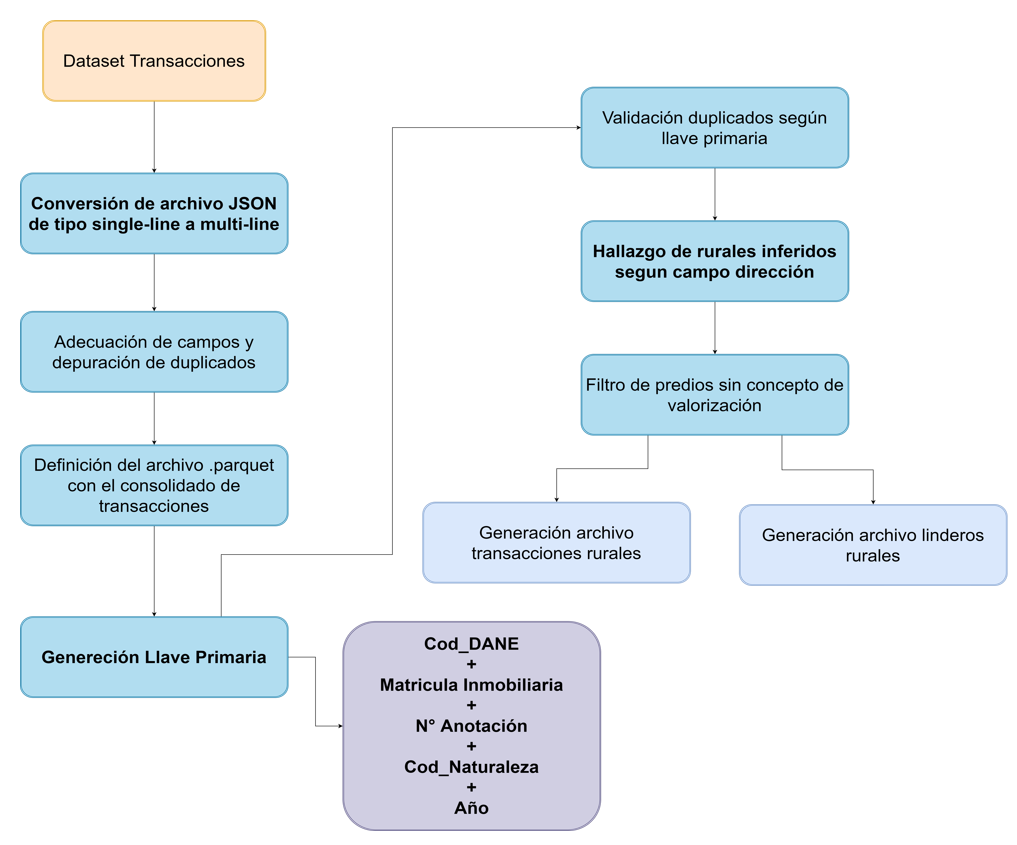 Dataset Transacciones
Conversión de archivo JSON
de tipo single-line a multi-line
Adecuación de campos y
depuración de duplicados
Definición del archivo .parquet
con el consolidado de
transacciones
Genereción Llave Primaria
Cod_DANE
+
Matricula Inmobiliaria
+
N° Anotación
+
Cod_Naturaleza
+
Año
Validación duplicados según
llave primaria
Hallazgo de rurales inferidos
segun campo dirección
Filtro de predios sin concepto de
valorización
Generación archivo
transacciones rurales
Generación archivo linderos
rurales